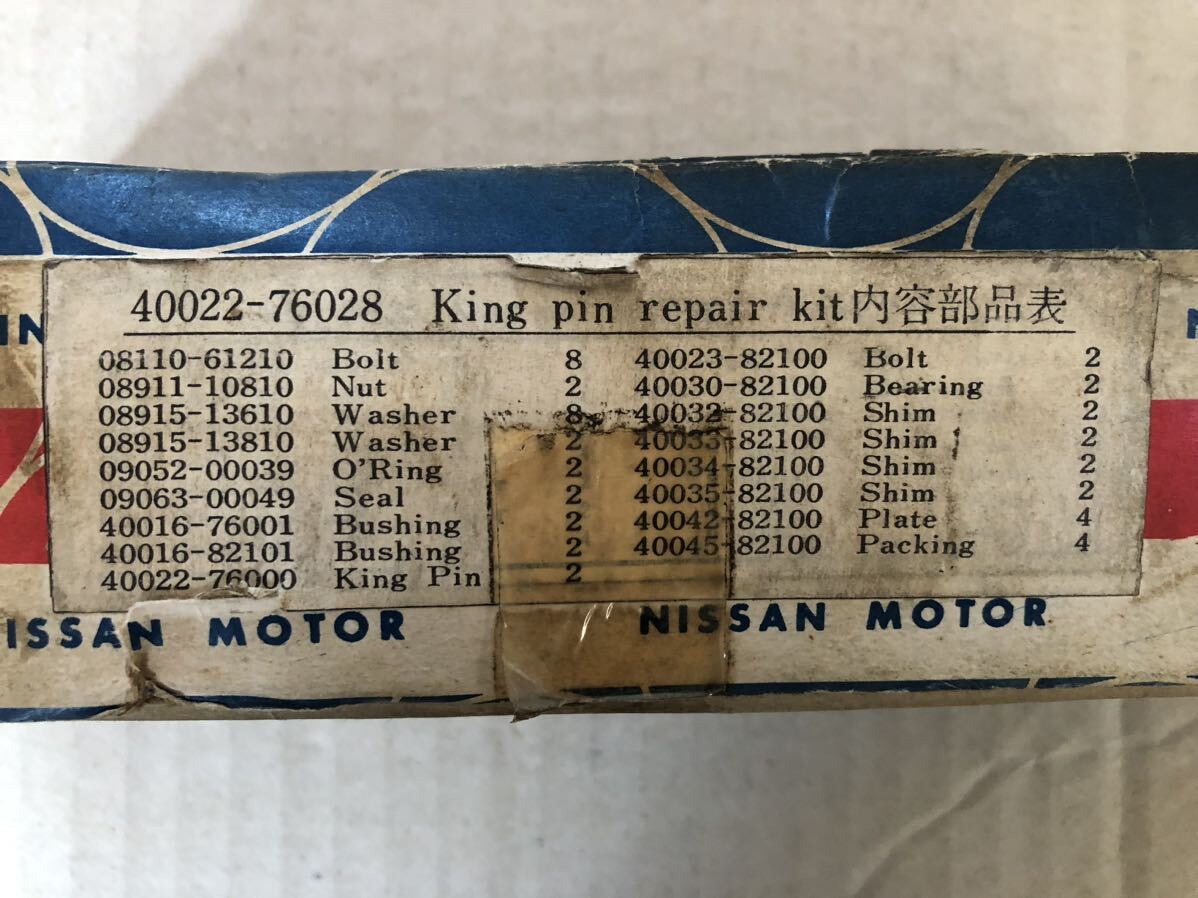 40022-76028 King pin repair kit内容部品表
08110-61210 Bolt 8 40023-82100 Bolt 2
08911-10810 Nut 2 40030-82100 Bearing 2
08915-13610 Washer 8 40032-82100 Shim 2
08915-13810 Washer 2 40033-82100 Shim 2
09052-00039 O'Ring 2 40034-82100 Shim 2
09063-00049 Seal 2 40035-82100 Shim 2
40016-76001 Bushing 2 40042-82100 Plate 4
40016-82101 Bushing 2 40045-82100 Packing 4
40022-76000 King Pin 2
ISSAN MOTOR NISSAN MOTOR